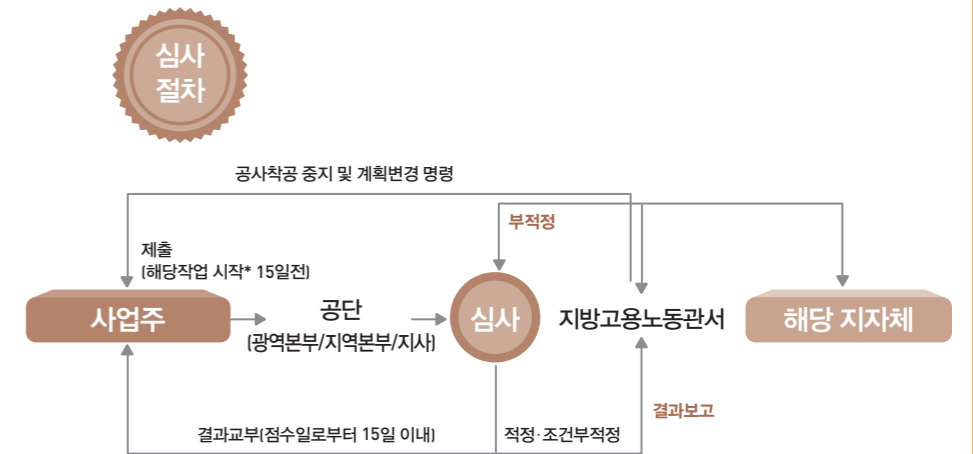 심사
절차
공사착공 중지 및 계획변경 명령
부적정
제출
(해당작업 시작* 15일전)
사업주
공단
(광역본부/지역본부/지사)
심사
지방고용노동관서
해당 지자체
결과보고
결과교부(점수일로부터 15일 이내)
적정·조건부적정